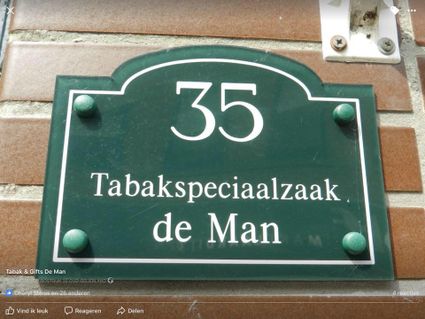 35
Tabakspeciaalzaak
de Man
Tabak & Gifts De Man
Vind ik leuk
Reageren
Delen